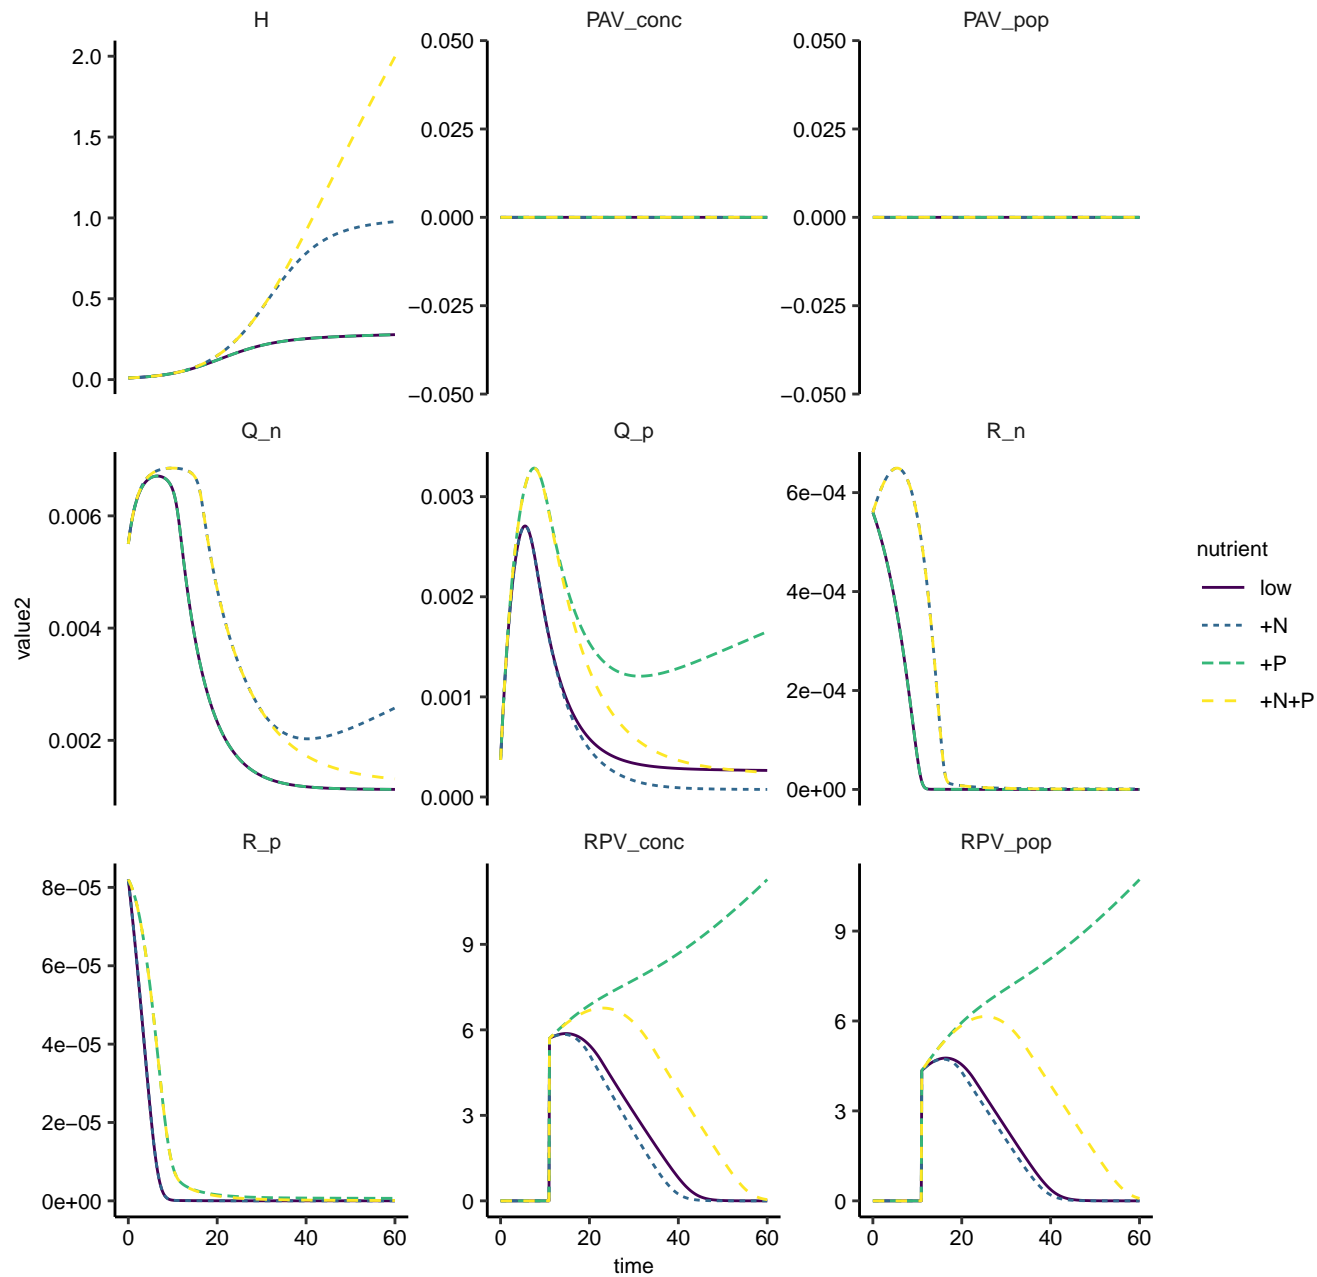 H PAV_conc PAV_pop
2.0
1.5
1.0
0.5
0.0
0.050
0.025
0.000
−0.025
−0.050
0.050
0.025
0.000
−0.025
−0.050
Q_n Q_p R_n
0.006
0.004
0.002
0.003
0.002
0.001
0.000
6e−04
4e−04
2e−04
0e+00
R_p RPV_conc RPV_pop
8e−05
6e−05
4e−05
2e−05
0e+00
9
6
3
0
9
6
3
0
0 20 40 60 0 20 40 60 0 20 40 60
time
value2
nutrient
low
+N
+P
+N+P